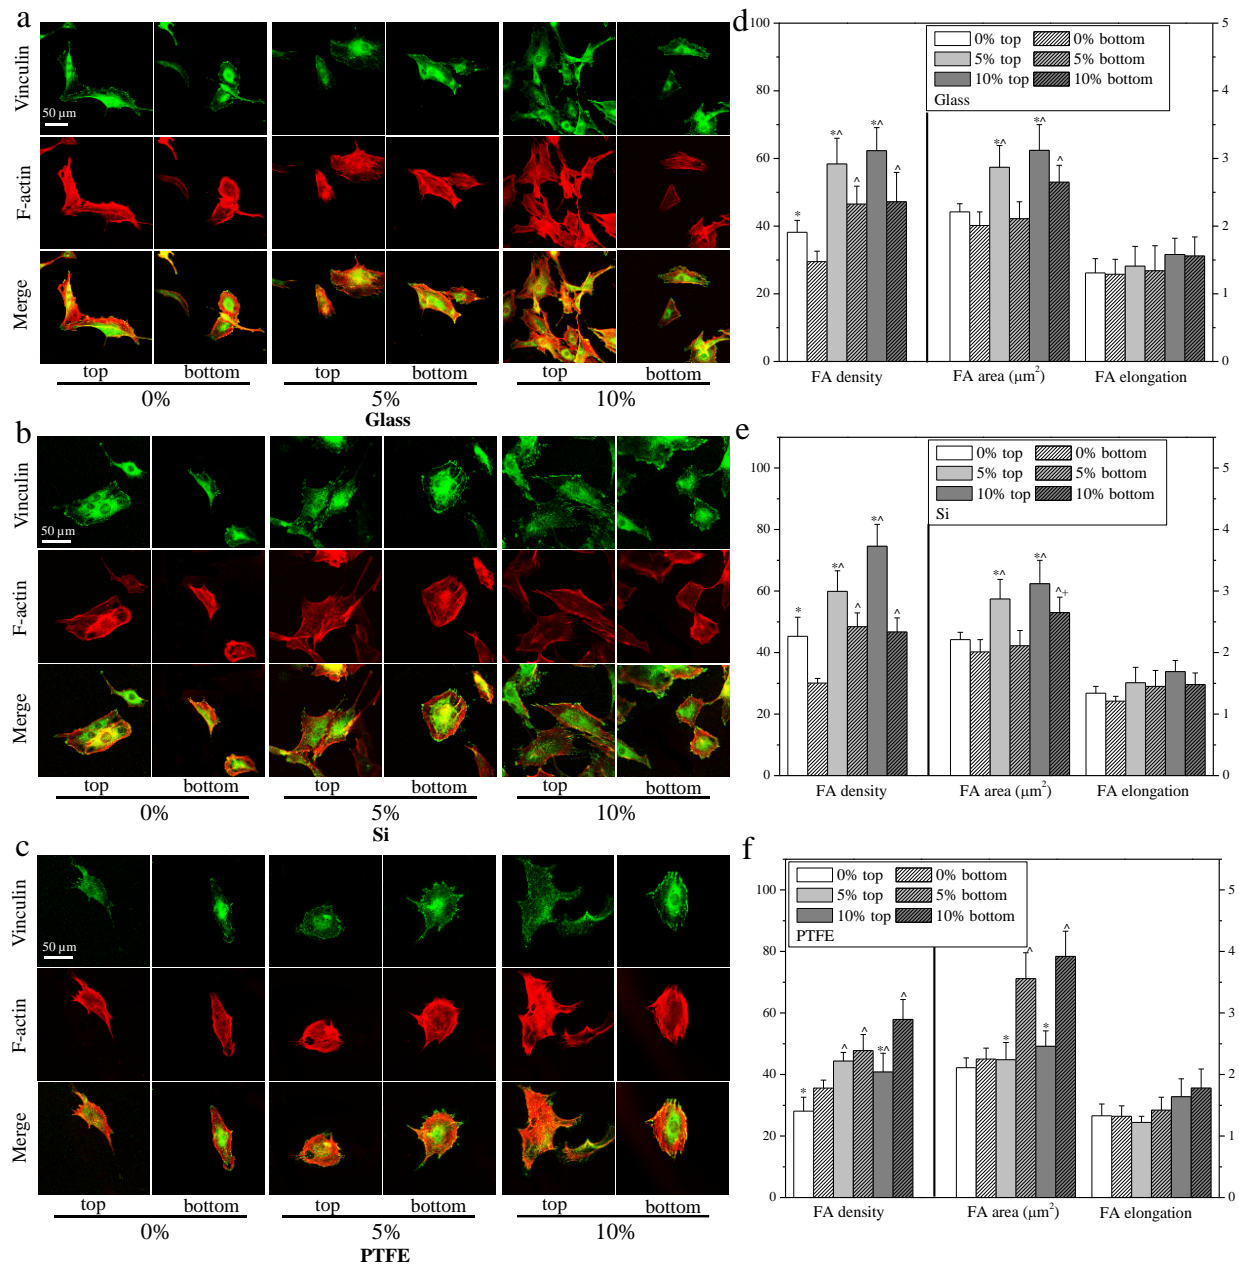 a
Vinculin
50 µm
F-actin
Merge
top bottom top bottom top bottom
0% 5% 10%
Glass
d
100
80
60
40
20
0
5
4
3
2
1
0
0% top 0% bottom
5% top 5% bottom
10% top 10% bottom
Glass
* *^ ^ *^ ^ *^ *^ ^
FA density FA area (µm²) FA elongation
b
Vinculin
50 µm
F-actin
Merge
top bottom top bottom top bottom
0% 5% 10%
Si
e
100
80
60
40
20
0
5
4
3
2
1
0
0% top 0% bottom
5% top 5% bottom
10% top 10% bottom
Si
* *^ ^ *^ ^ *^ *^ ^+
FA density FA area (µm²) FA elongation
c
Vinculin
50 µm
F-actin
Merge
top bottom top bottom top bottom
0% 5% 10%
PTFE
f
100
80
60
40
20
0
5
4
3
2
1
0
0% top 0% bottom
5% top 5% bottom
10% top 10% bottom
PTFE
* ^ ^ *^ ^ * ^ * ^
FA density FA area (µm²) FA elongation